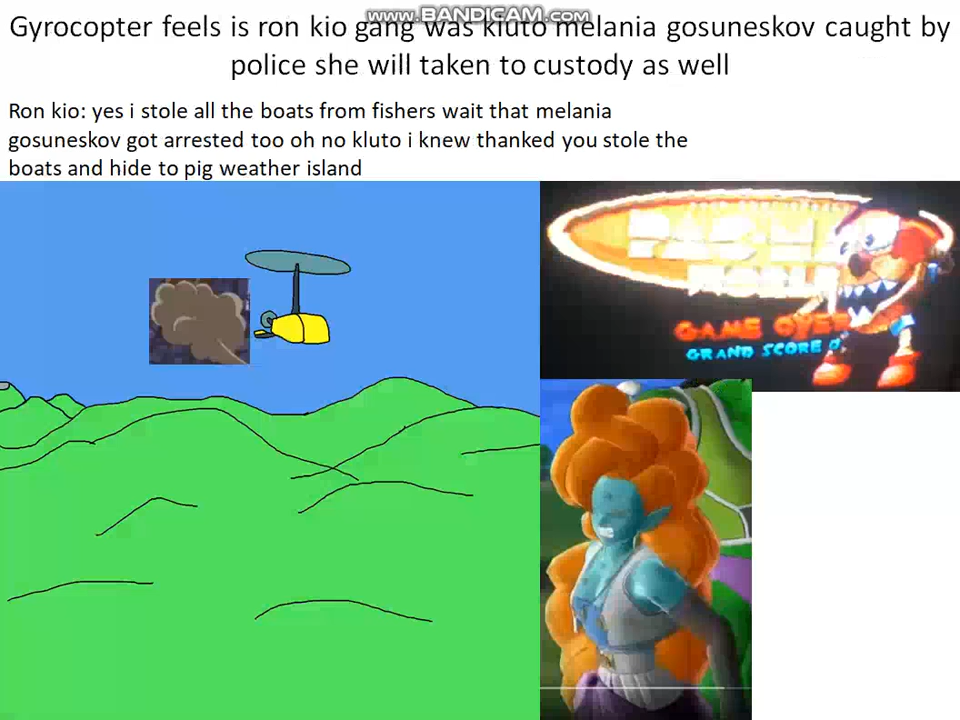 www.BANDICAM.com
Gyrocopter feels is ron kio gang was kluto melania gosuneskov caught by
police she will taken to custody as well
Ron kio: yes i stole all the boats from fishers wait that melania
gosuneskov got arrested too oh no kluto i knew thanked you stole the
boats and hide to pig weather island
GAME OVER
GRAND SCORE 0